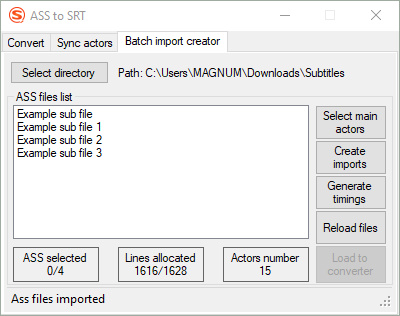 ASS to SRT
Convert
Sync actors
Batch import creator
Select directory
Path: C:\Users\MAGNUM\Downloads\Subtitles
ASS files list
Example sub file
Example sub file 1
Example sub file 2
Example sub file 3
Select main
actors
Create
imports
Generate
timings
Reload files
Load to
converter
ASS selected
0/4
Lines allocated
1616/1628
Actors number
15
Ass files imported